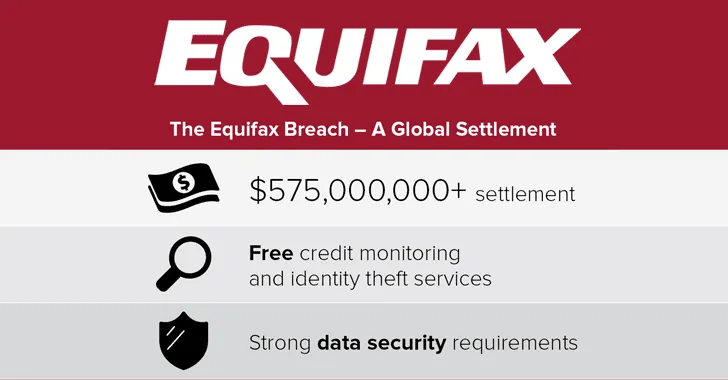 EQUIFAX
The Equifax Breach – A Global Settlement
$575,000,000+ settlement
Free credit monitoring
and identity theft services
Strong data security requirements